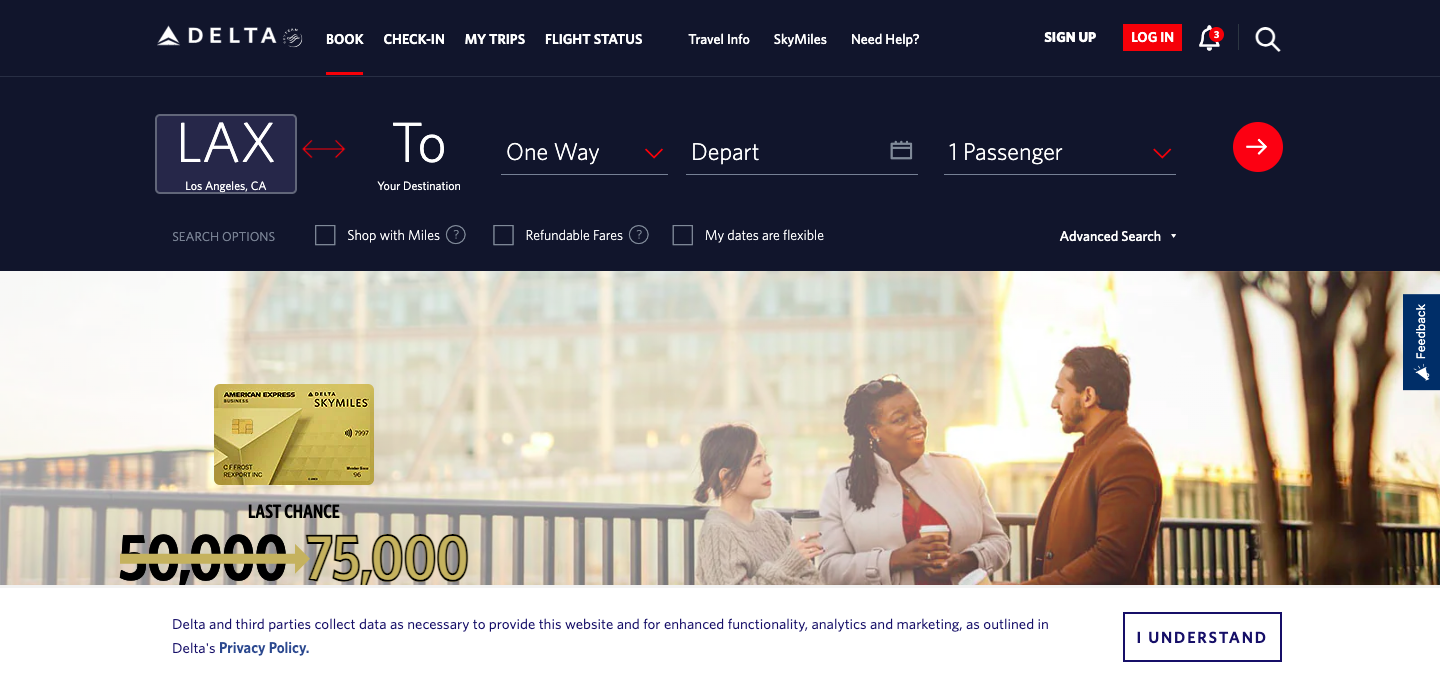 DELTA
BOOK
CHECK-IN
MY TRIPS
FLIGHT STATUS
Travel Info
SkyMiles
Need Help?
SIGN UP
LOG IN
3
LAX
Los Angeles, CA
To
Your Destination
One Way
Depart
1 Passenger
SEARCH OPTIONS
Shop with Miles ?
Refundable Fares ?
My dates are flexible
Advanced Search
Feedback
AMERICAN EXPRESS
BUSINESS
DELTA
SKYMILES
7997
C F FROST
REXPORT INC
96
LAST CHANCE
50,000 75,000
Delta and third parties collect data as necessary to provide this website and for enhanced functionality, analytics and marketing, as outlined in
Delta's Privacy Policy.
I UNDERSTAND